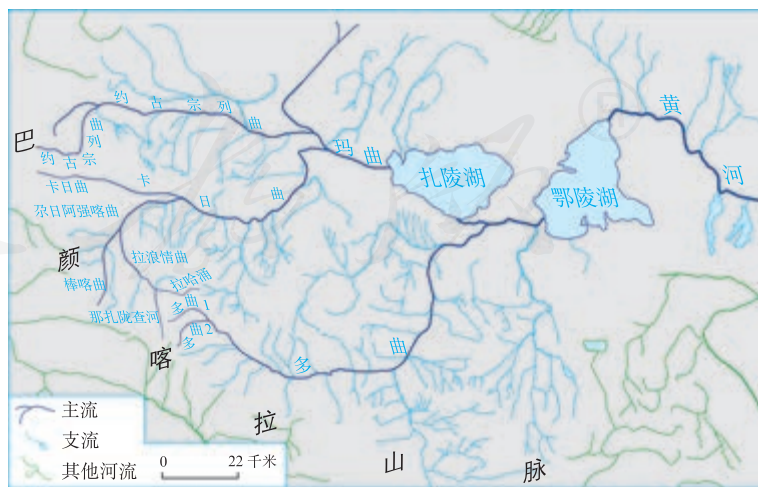 约古宗列曲
约古宗列曲
巴颜喀拉山脉
玛曲
卡日曲
卡日曲
尕日阿强喀曲
拉浪情曲
拉哈涌
棒喀曲
多曲1
那扎陇查河
多曲2
多曲
扎陵湖
鄂陵湖
黄河
主流
支流
其他河流
0 22 千米